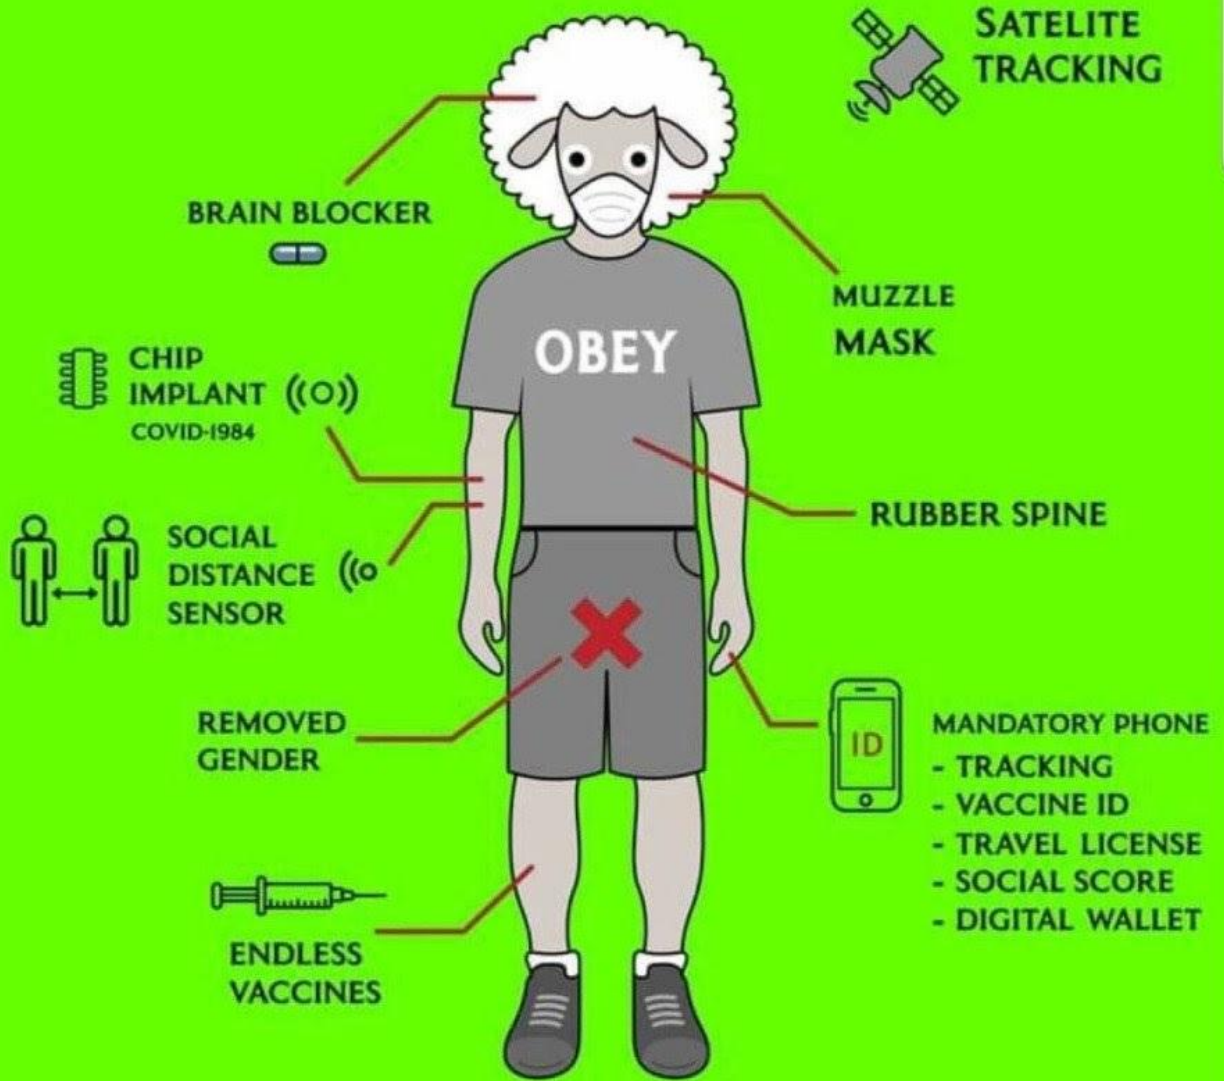 SATELITE
TRACKING
BRAIN BLOCKER
MUZZLE
MASK
OBEY
CHIP
IMPLANT
COVID-1984
RUBBER SPINE
SOCIAL
DISTANCE
SENSOR
REMOVED
GENDER
ID
MANDATORY PHONE
- TRACKING
- VACCINE ID
- TRAVEL LICENSE
- SOCIAL SCORE
- DIGITAL WALLET
ENDLESS
VACCINES